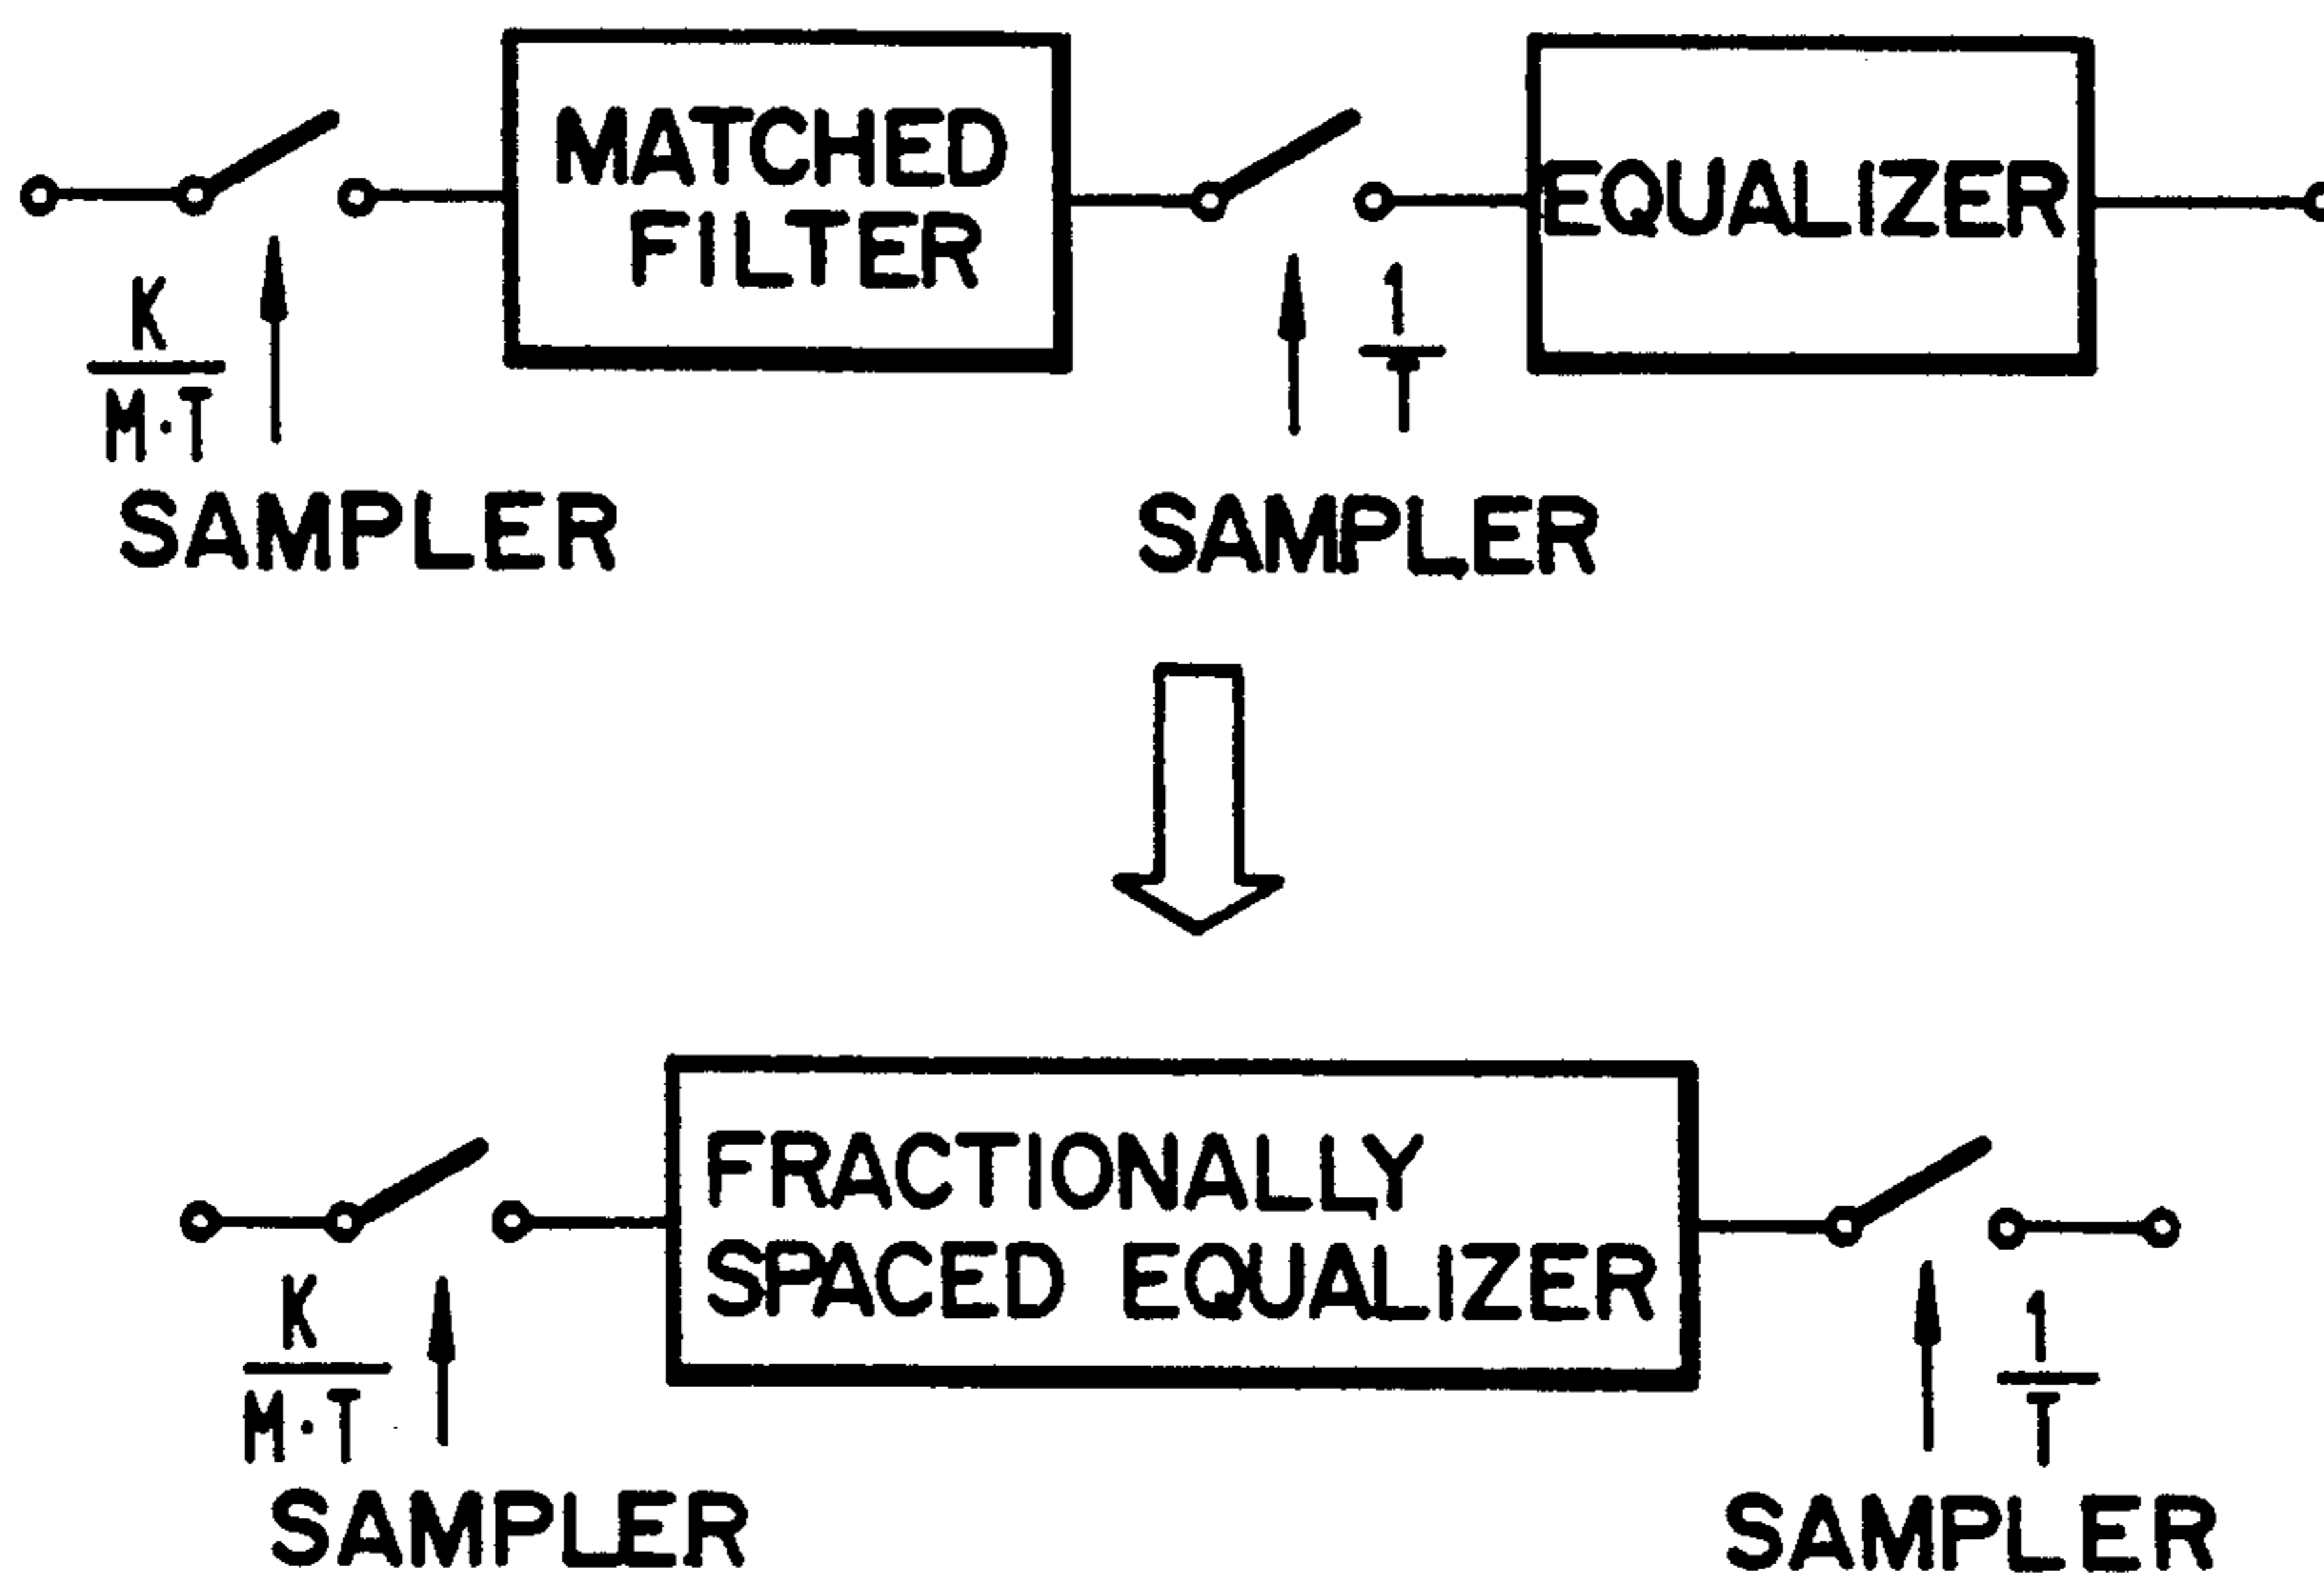 MATCHED
FILTER
EQUALIZER
K
M·T
1
T
SAMPLER
SAMPLER
FRACTIONALLY
SPACED EQUALIZER
K
M·T
1
T
SAMPLER
SAMPLER